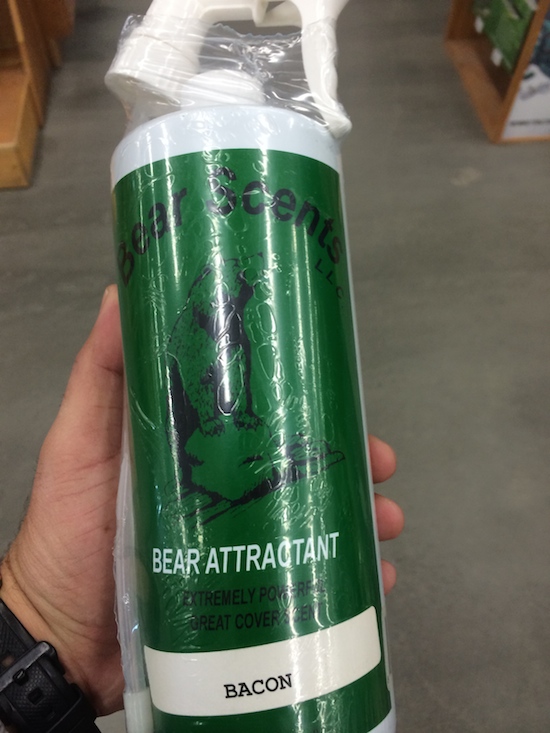 Bear Scents
LLC
BEAR ATTRACTANT
EXTREMELY POWERFUL
GREAT COVER SCENT
BACON